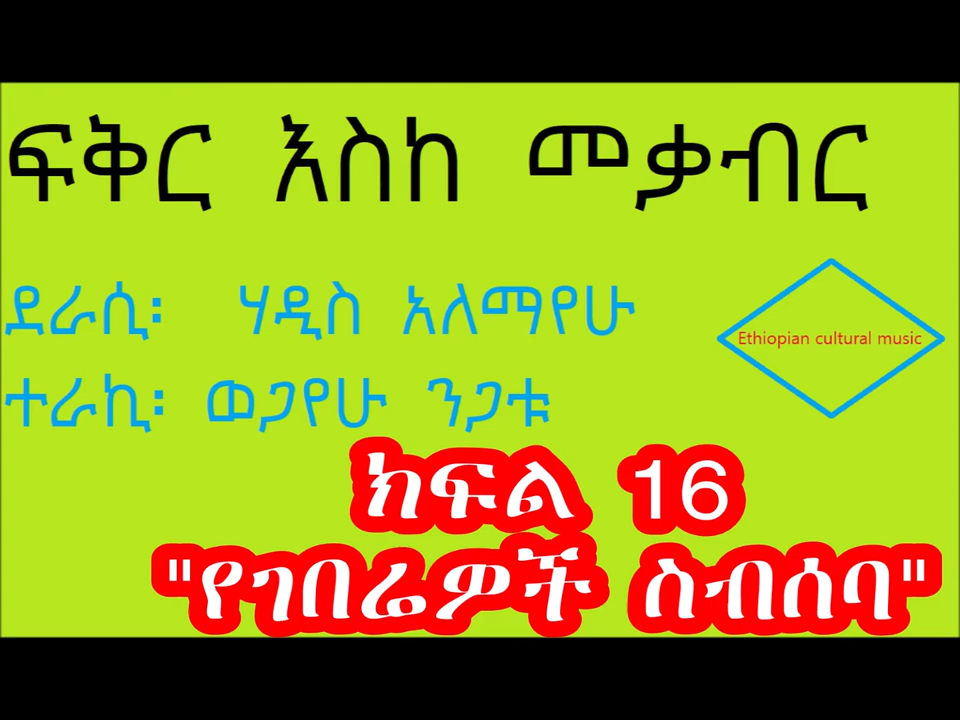 ፍቅር እስከ መቃብር
ደራሲ፡ ሃዲስ አለማየሁ
Ethiopian cultural music
ተራኪ፡ ወጋየሁ ንጋቱ
ክፍል 16
"የገበሬዎች ስብሰባ"